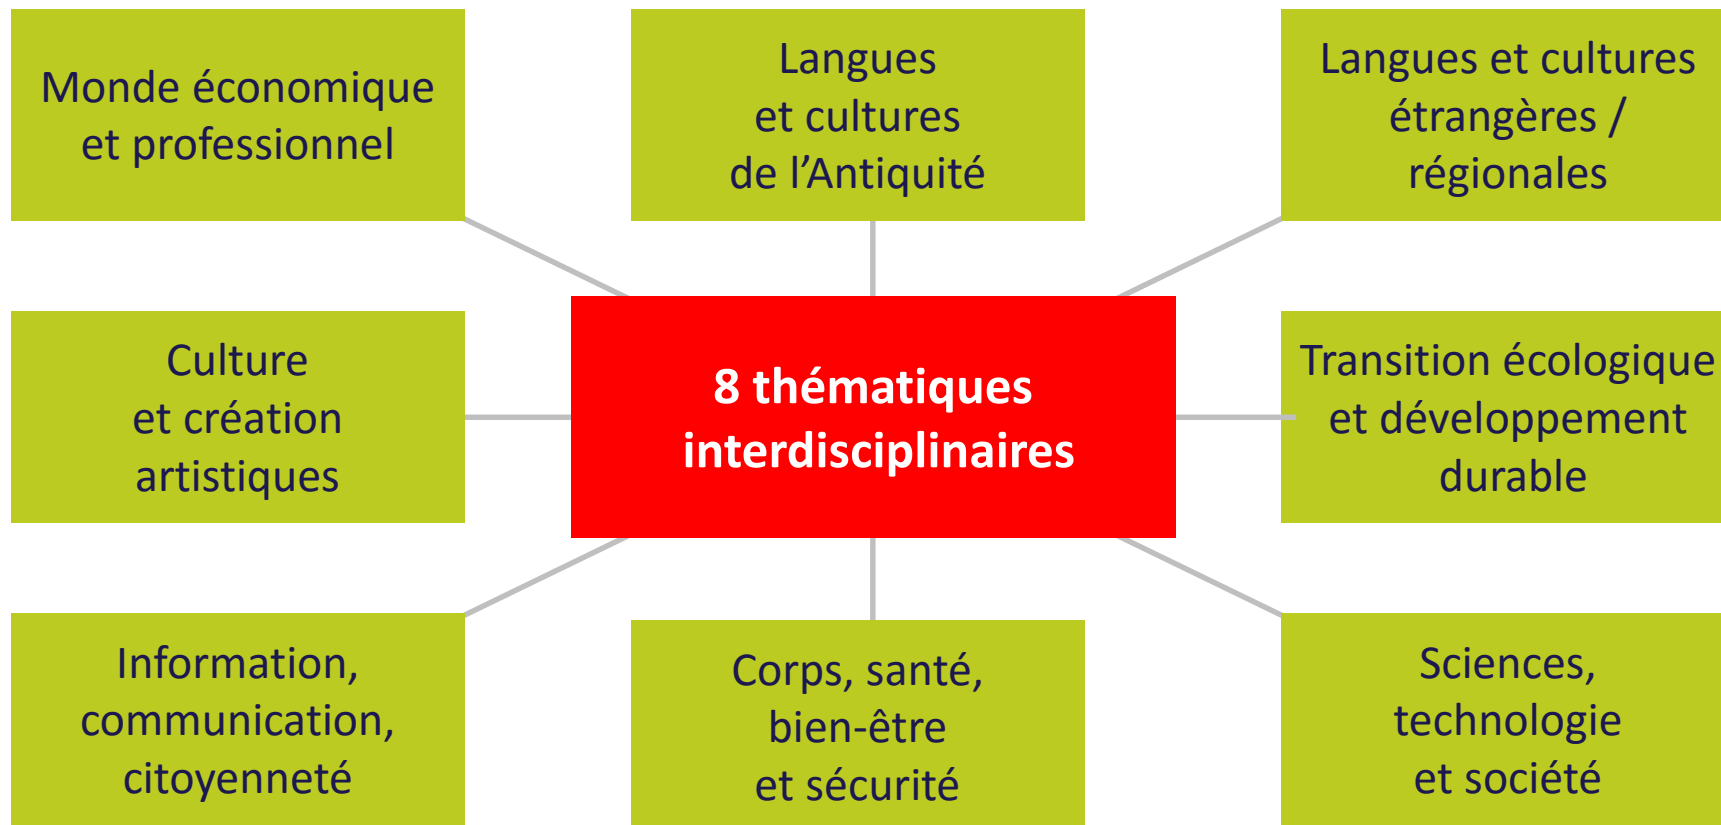 Monde économique
et professionnel
Langues
et cultures
de l’Antiquité
Langues et cultures
étrangères /
régionales
Culture
et création
artistiques
8 thématiques
interdisciplinaires
Transition écologique
et développement
durable
Information,
communication,
citoyenneté
Corps, santé,
bien-être
et sécurité
Sciences,
technologie
et société